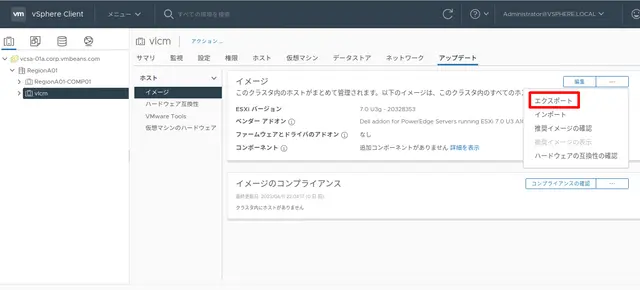 vm vSphere Client メニュー すべての環境を検索 Administrator@VSPHERE.LOCAL
vlcm アクション
サマリ 監視 設定 権限 ホスト 仮想マシン データストア ネットワーク アップデート
vcsa-01a.corp.vmbeans.com
RegionA01
RegionA01-COMP01
vlcm
ホスト
イメージ
ハードウェア互換性
VMware Tools
仮想マシンのハードウェア
イメージ 編集 ...
このクラスタ内のホストがまとめて管理されます。以下のイメージは、このクラスタ内のすべてのホ
ESXi バージョン 7.0 U3g - 20328353
ベンダー アドオン Dell addon for PowerEdge Servers running ESXi 7.0 U3
ファームウェアとドライバのアドオン なし
コンポーネント 追加コンポーネントがありません 詳細を表示
エクスポート
インポート
推奨イメージの確認
推奨イメージの表示
ハードウェアの互換性の確認
イメージのコンプライアンス コンプライアンスの確認 ...
クラスタ内にホストがありません